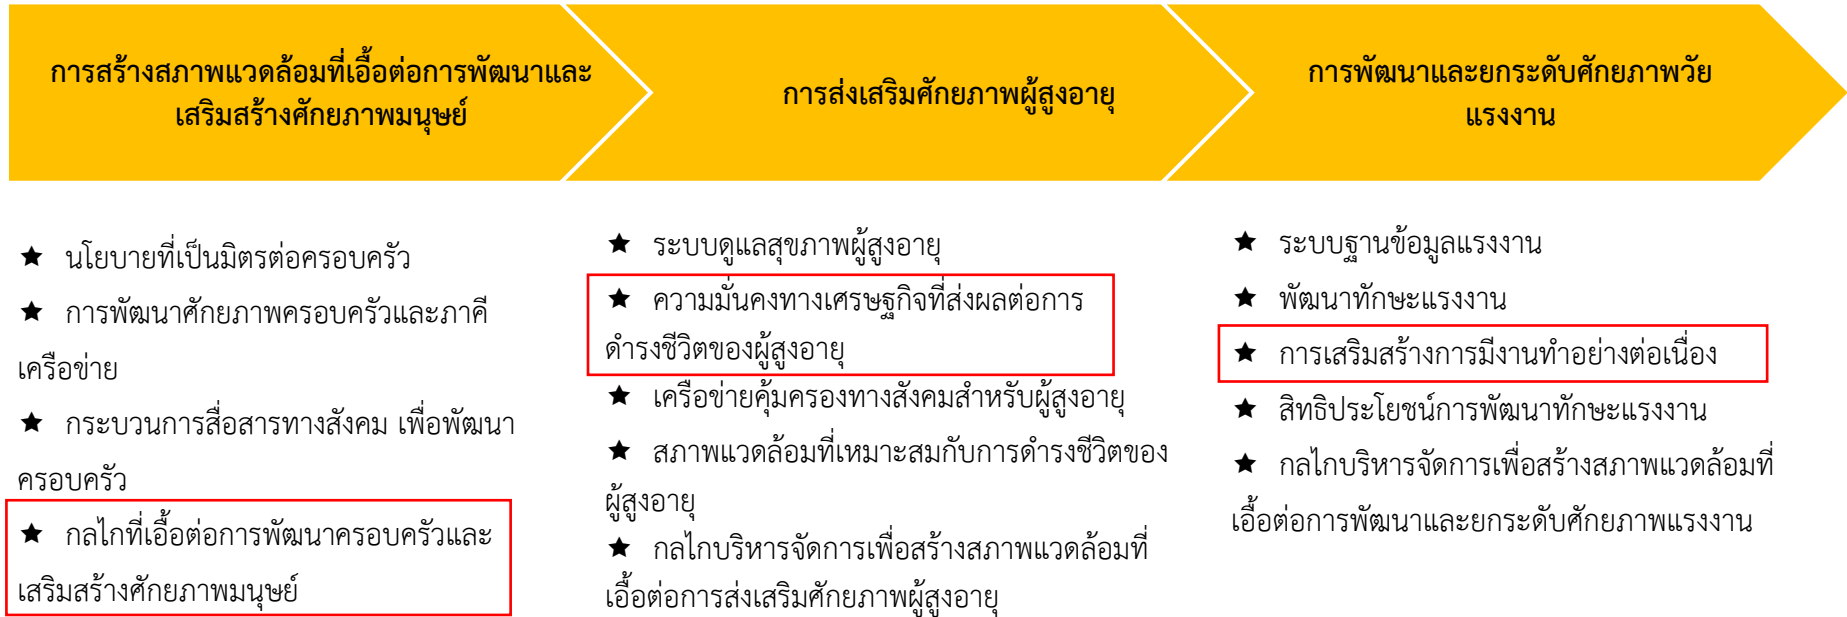 การสร้างสภาพแวดล้อมที่เอื้อต่อการพัฒนาและ
เสริมสร้างศักยภาพมนุษย์
การส่งเสริมศักยภาพผู้สูงอายุ
การพัฒนาและยกระดับศักยภาพวัย
แรงงาน
★ นโยบายที่เป็นมิตรต่อครอบครัว
★ การพัฒนาศักยภาพครอบครัวและภาคี
เครือข่าย
★ กระบวนการสื่อสารทางสังคม เพื่อพัฒนา
ครอบครัว
★ กลไกที่เอื้อต่อการพัฒนาครอบครัวและ
เสริมสร้างศักยภาพมนุษย์
★ ระบบดูแลสุขภาพผู้สูงอายุ
★ ความมั่นคงทางเศรษฐกิจที่ส่งผลต่อการ
ดำรงชีวิตของผู้สูงอายุ
★ เครือข่ายคุ้มครองทางสังคมสำหรับผู้สูงอายุ
★ สภาพแวดล้อมที่เหมาะสมกับการดำรงชีวิตของ
ผู้สูงอายุ
★ กลไกบริหารจัดการเพื่อสร้างสภาพแวดล้อมที่
เอื้อต่อการส่งเสริมศักยภาพผู้สูงอายุ
★ ระบบฐานข้อมูลแรงงาน
★ พัฒนาทักษะแรงงาน
★ การเสริมสร้างการมีงานทำอย่างต่อเนื่อง
★ สิทธิประโยชน์การพัฒนาทักษะแรงงาน
★ กลไกบริหารจัดการเพื่อสร้างสภาพแวดล้อมที่
เอื้อต่อการพัฒนาและยกระดับศักยภาพแรงงาน